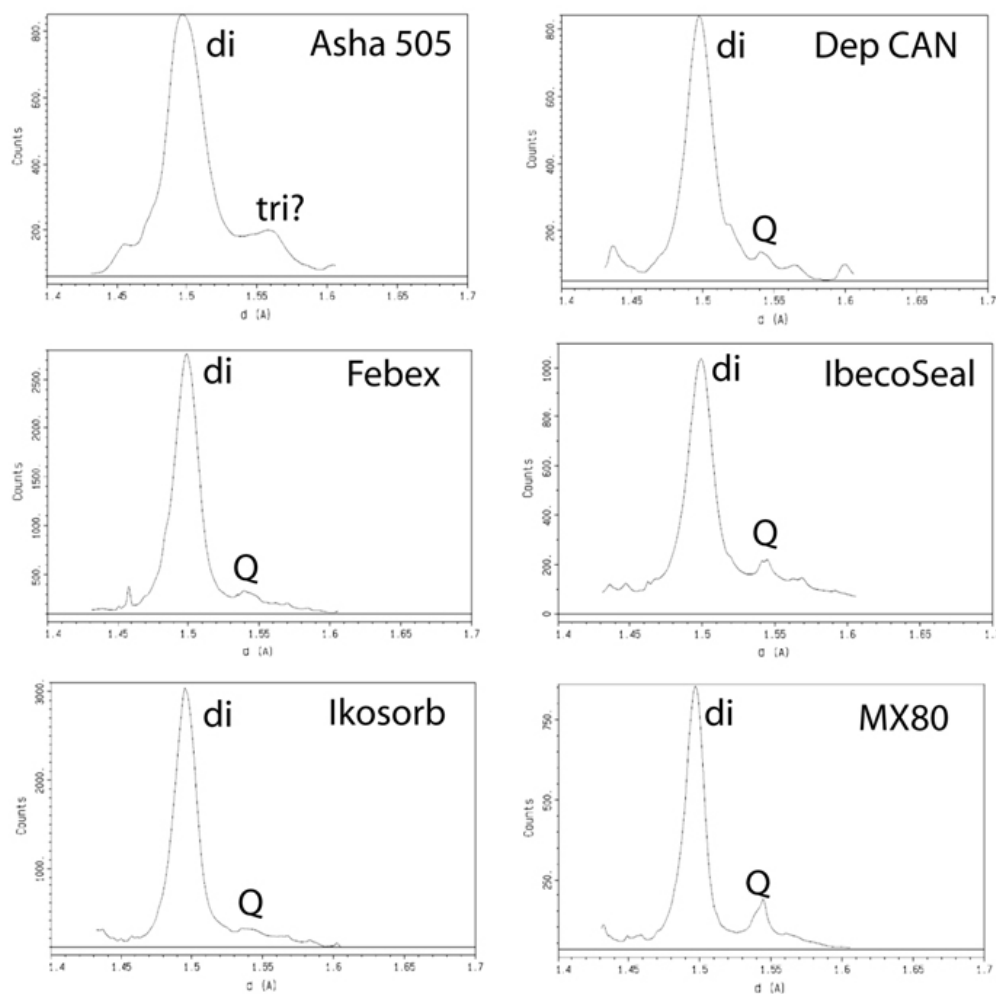 di
Asha 505
800.
600.
400.
200.
Counts
tri?
1.4
1.45
1.5
1.55
1.6
1.65
1.7
d (A)
di
Dep CAN
800.
600.
400.
200.
Counts
Q
1.4
1.45
1.5
1.55
1.6
1.65
1.7
d (A)
di
Febex
2500.
2000.
1500.
1000.
500.
Counts
Q
1.4
1.45
1.5
1.55
1.6
1.65
1.7
d (A)
di
IbecoSeal
1000.
800.
600.
400.
200.
0
Counts
Q
1.4
1.45
1.5
1.55
1.6
1.65
1.
d (A)
di
Ikosorb
3000.
2000.
1000.
Counts
Q
1.4
1.45
1.5
1.55
1.6
1.65
1.7
d (A)
di
MX80
750.
500.
250.
Counts
Q
1.4
1.45
1.5
1.55
1.6
1.65
1.7
d (A)